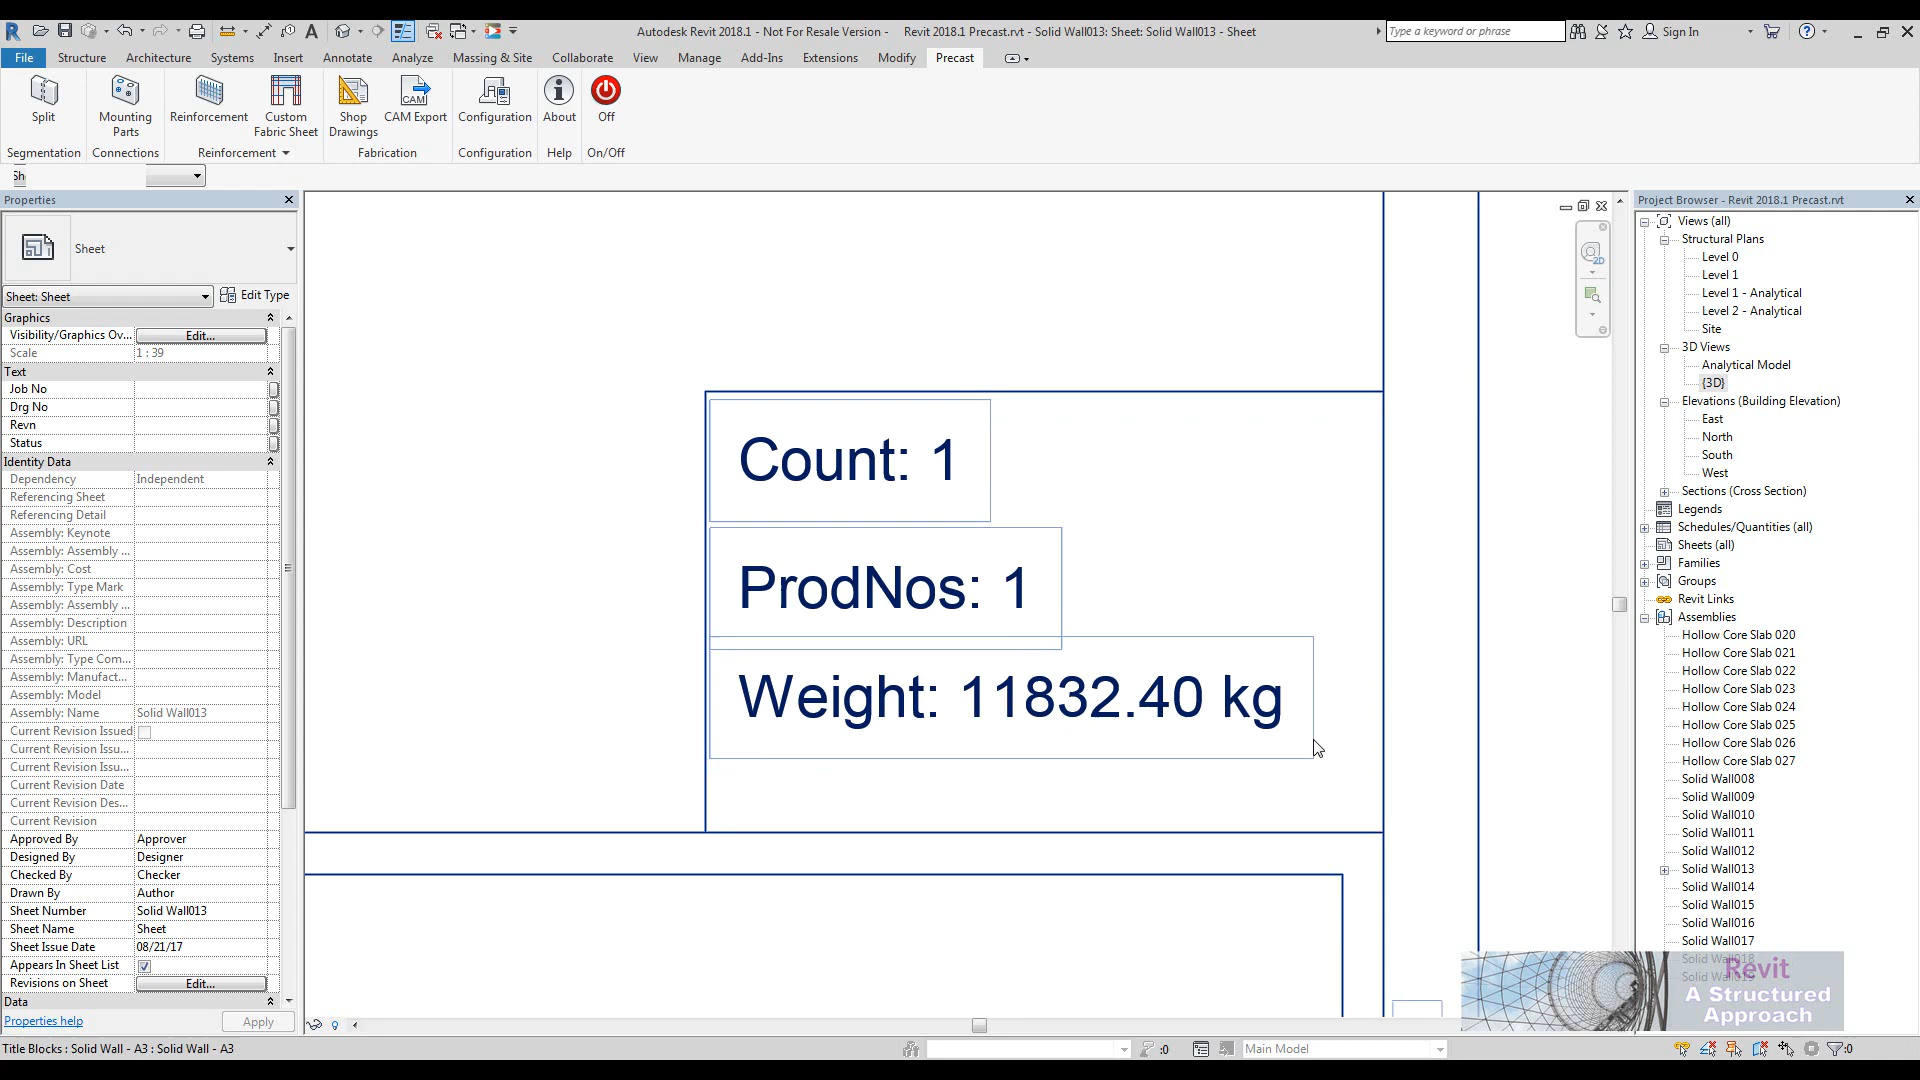 Autodesk Revit 2018.1 - Not For Resale Version - Revit 2018.1 Precast.rvt - Solid Wall013: Sheet: Solid Wall013 - Sheet
Type a keyword or phrase
Sign In
File Structure Architecture Systems Insert Annotate Analyze Massing & Site Collaborate View Manage Add-Ins Extensions Modify Precast
Split
Mounting Parts
Reinforcement
Custom Fabric Sheet
Shop Drawings
CAM
CAM Export
Configuration
About
Off
Segmentation Connections Reinforcement Fabrication Configuration Help On/Off
Sh
Properties
Sheet
Sheet: Sheet
Edit Type
Graphics
Visibility/Graphics Ov... Edit...
Scale 1 : 39
Text
Job No
Drg No
Revn
Status
Identity Data
Dependency Independent
Referencing Sheet
Referencing Detail
Assembly: Keynote
Assembly: Assembly ...
Assembly: Cost
Assembly: Type Mark
Assembly: Assembly ...
Assembly: Description
Assembly: URL
Assembly: Type Com...
Assembly: Manufact...
Assembly: Model
Assembly: Name Solid Wall013
Current Revision Issued
Current Revision Issu...
Current Revision Issu...
Current Revision Date
Current Revision Des...
Current Revision
Approved By Approver
Designed By Designer
Checked By Checker
Drawn By Author
Sheet Number Solid Wall013
Sheet Name Sheet
Sheet Issue Date 08/21/17
Appears In Sheet List
Revisions on Sheet Edit...
Data
Properties help
Apply
Count: 1
ProdNos: 1
Weight: 11832.40 kg
2D
Project Browser - Revit 2018.1 Precast.rvt
Views (all)
Structural Plans
Level 0
Level 1
Level 1 - Analytical
Level 2 - Analytical
Site
3D Views
Analytical Model
{3D}
Elevations (Building Elevation)
East
North
South
West
Sections (Cross Section)
Legends
Schedules/Quantities (all)
Sheets (all)
Families
Groups
Revit Links
Assemblies
Hollow Core Slab 020
Hollow Core Slab 021
Hollow Core Slab 022
Hollow Core Slab 023
Hollow Core Slab 024
Hollow Core Slab 025
Hollow Core Slab 026
Hollow Core Slab 027
Solid Wall008
Solid Wall009
Solid Wall010
Solid Wall011
Solid Wall012
Solid Wall013
Solid Wall014
Solid Wall015
Solid Wall016
Solid Wall017
Solid Wall018
Revit
A Structured
Approach
Title Blocks : Solid Wall - A3 : Solid Wall - A3
:0
Main Model
:0